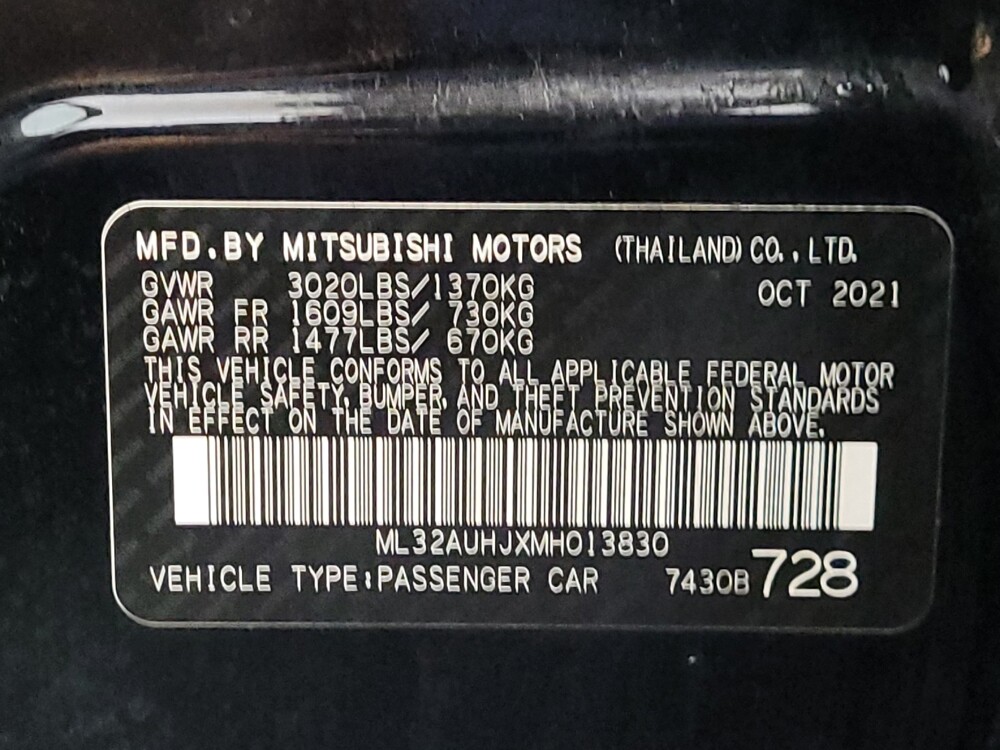 MFD.BY MITSUBISHI MOTORS (THAILAND) CO., LTD.
GVWR 3020LBS/1370KG OCT 2021
GAWR FR 1609LBS/ 730KG
GAWR RR 1477LBS/ 670KG
THIS VEHICLE CONFORMS TO ALL APPLICABLE FEDERAL MOTOR
VEHICLE SAFETY, BUMPER, AND THEFT PREVENTION STANDARDS
IN EFFECT ON THE DATE OF MANUFACTURE SHOWN ABOVE.
ML32AUHJXMH013830
VEHICLE TYPE:PASSENGER CAR 7430B728